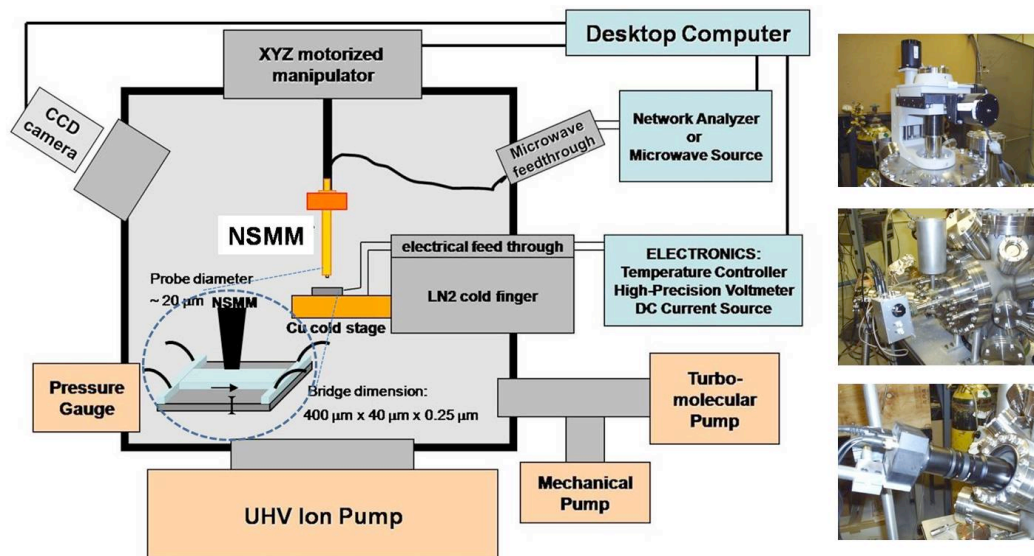 XYZ motorized
manipulator
Desktop Computer
CCD
camera
Microwave
feedthrough
Network Analyzer
or
Microwave Source
NSMM
electrical feed through
ELECTRONICS:
Temperature Controller
High-Precision Voltmeter
DC Current Source
LN2 cold finger
Probe diameter
~ 20 μm
NSMM
Cu cold stage
Pressure
Gauge
Bridge dimension:
400 μm x 40 μm x 0.25 μm
Turbo-
molecular
Pump
Mechanical
Pump
UHV Ion Pump